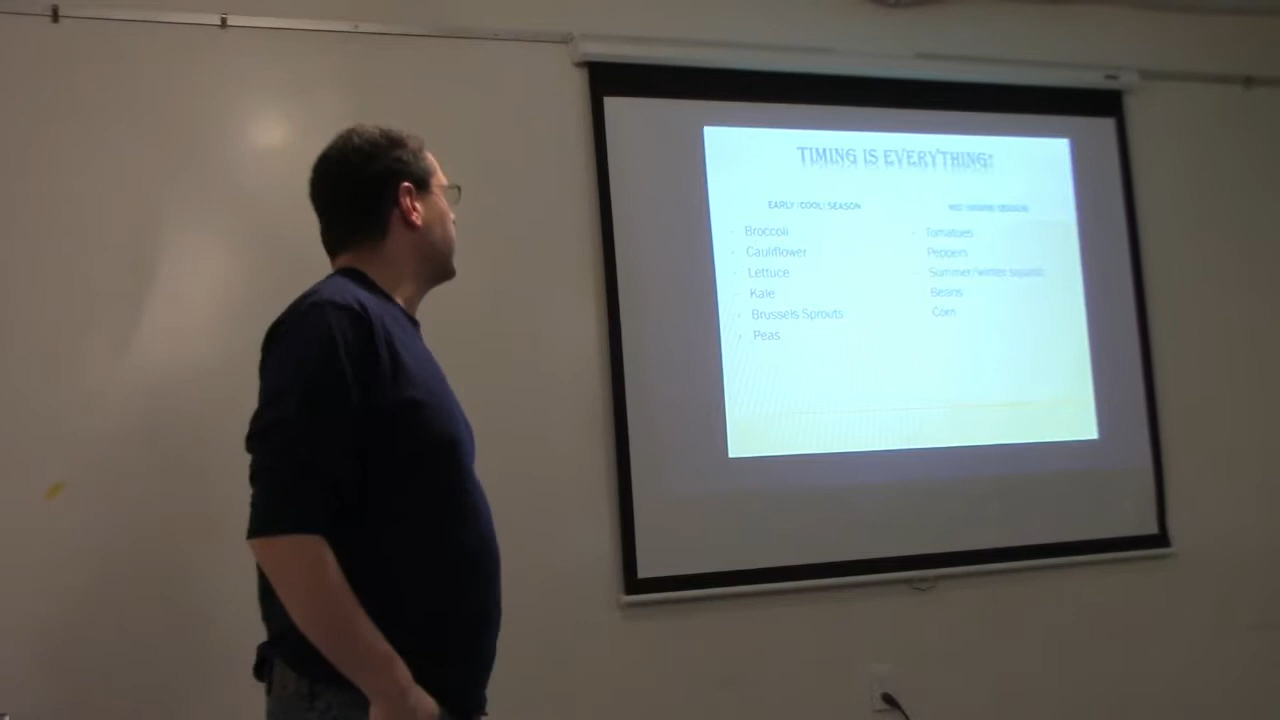 TIMING IS EVERYTHING:
EARLY (COOL) SEASON
Broccoli
Cauliflower
Lettuce
Kale
Brussels Sprouts
Peas
Tomatoes
Peppers
Summer/winter squash
Beans
Corn